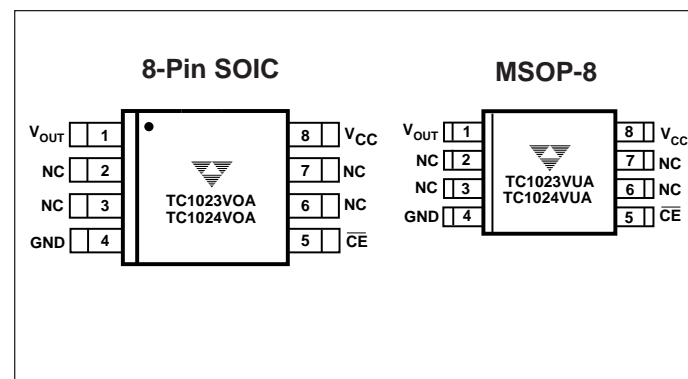 8-Pin SOIC
VOUT 1 8 VCC
NC 2 7 NC
NC 3 6 NC
GND 4 5 C̅E̅
TC1023VOA
TC1024VOA
MSOP-8
VOUT 1 8 VCC
NC 2 7 NC
NC 3 6 NC
GND 4 5 C̅E̅
TC1023VUA
TC1024VUA